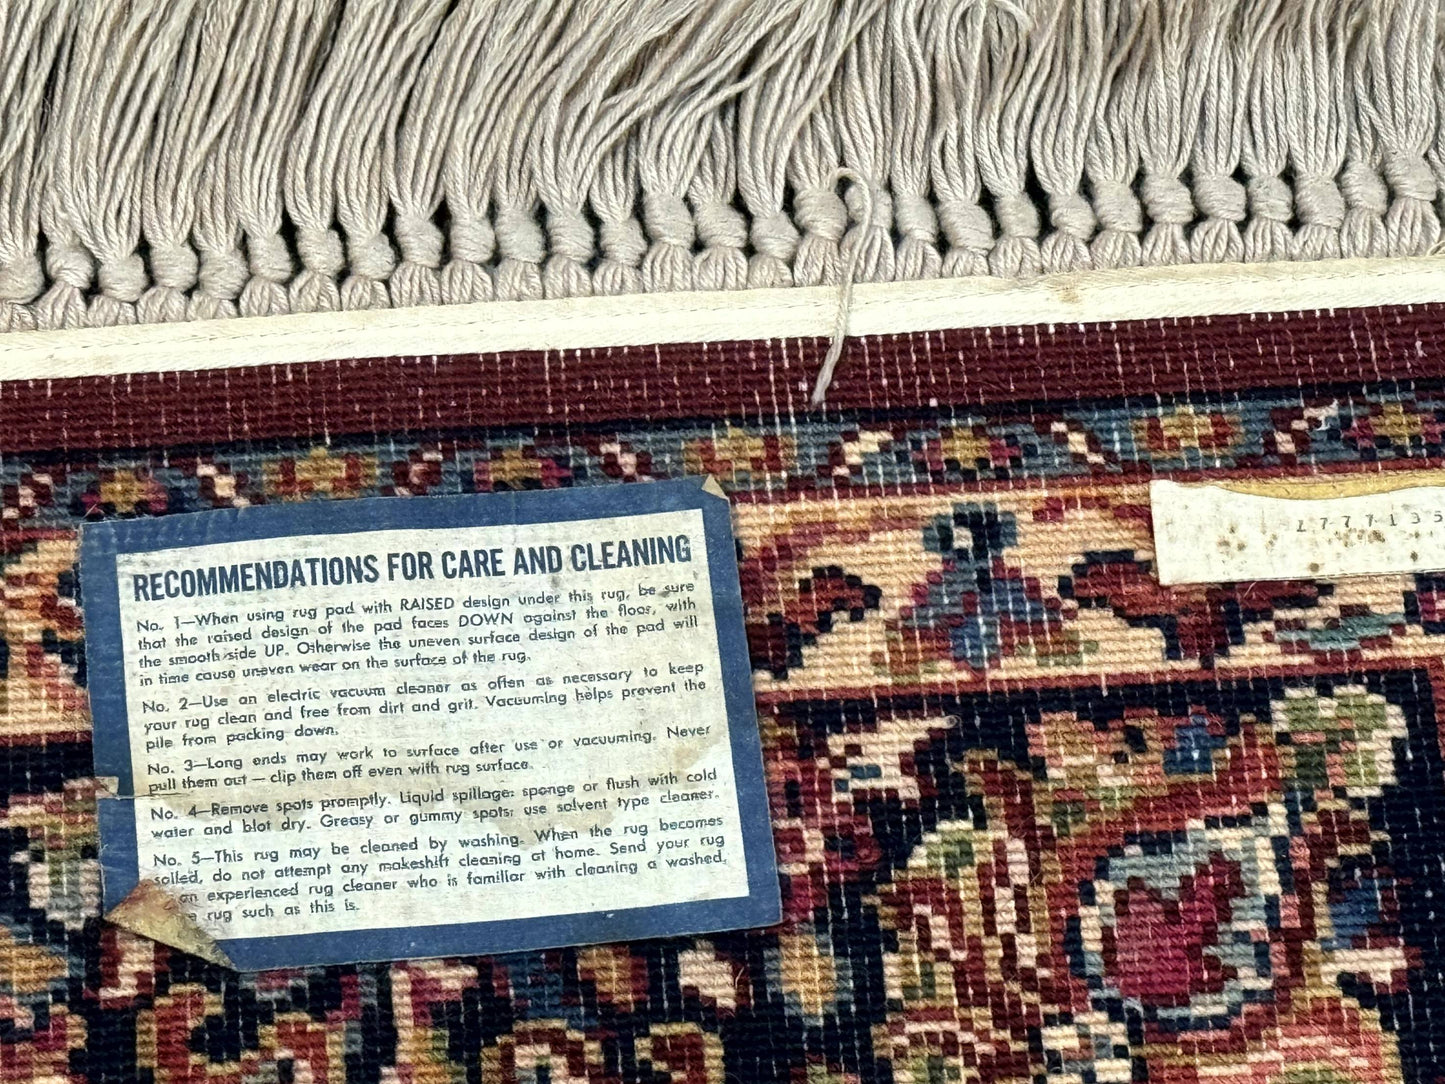 RECOMMENDATIONS FOR CARE AND CLEANING
No. 1—When using rug pad with RAISED design under this rug, be sure
that the raised design of the pad faces DOWN against the floor, with
the smooth side UP. Otherwise the uneven surface design of the pad will
in time cause uneven wear on the surface of the rug.
No. 2—Use an electric vacuum cleaner as often as necessary to keep
your rug clean and free from dirt and grit. Vacuuming helps prevent the
pile from packing down.
No. 3—Long ends may work to surface after use or vacuuming. Never
pull them out — clip them off even with rug surface.
No. 4—Remove spots promptly. Liquid spillage: sponge or flush with cold
water and blot dry. Greasy or gummy spots: use solvent type cleaner.
No. 5—This rug may be cleaned by washing. When the rug becomes
soiled, do not attempt any makeshift cleaning at home. Send your rug
an experienced rug cleaner who is familiar with cleaning a washed,
rug such as this is.
777135